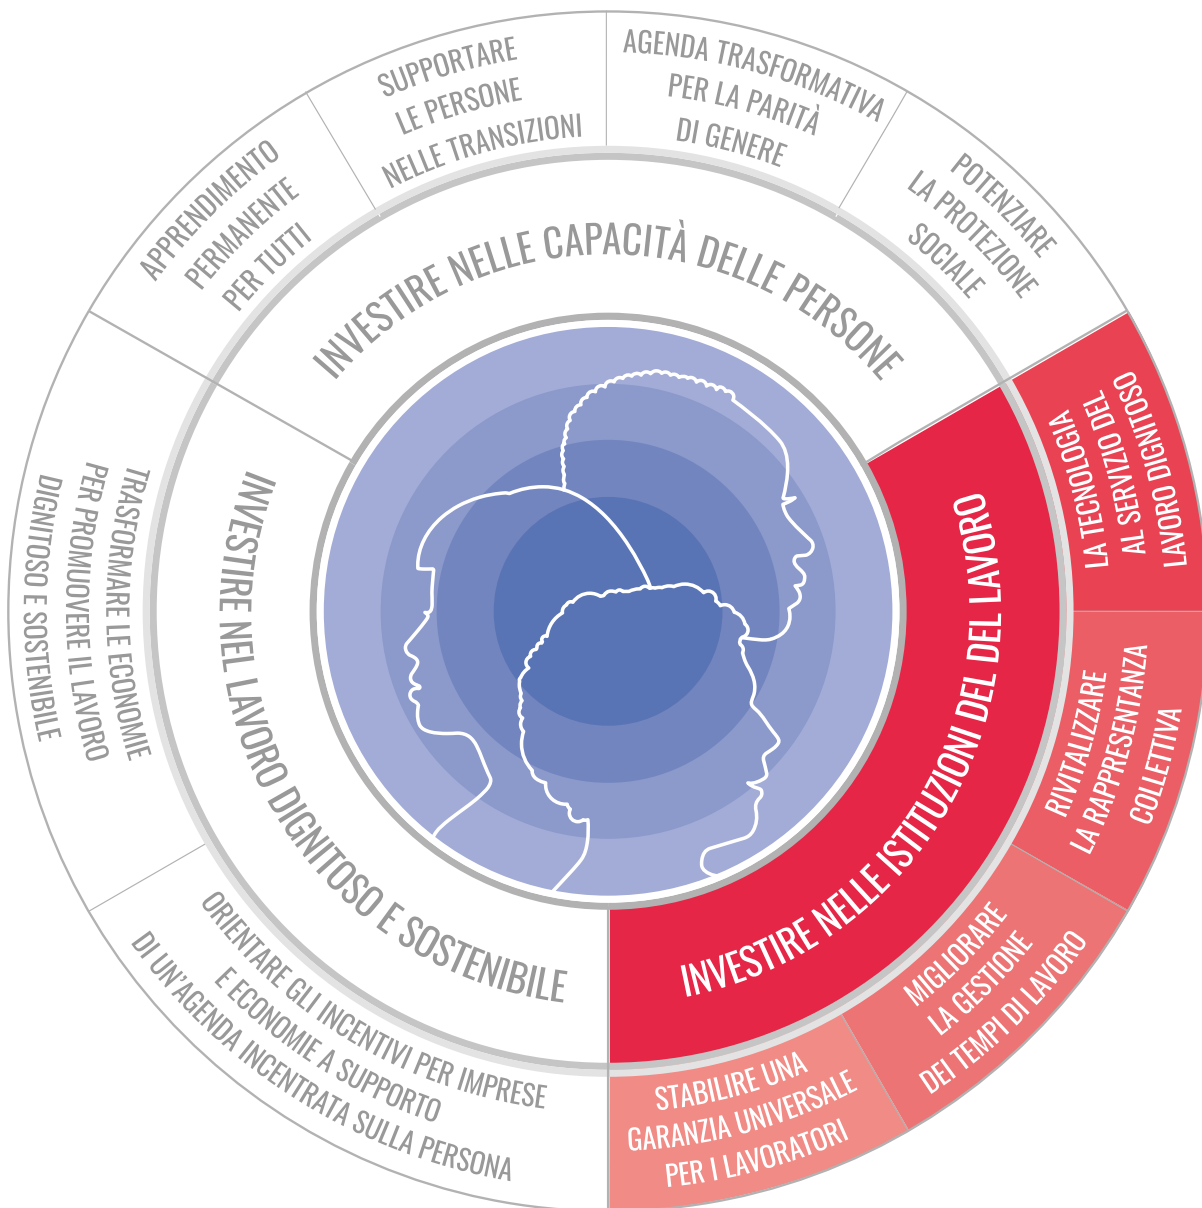 SUPPORTARE
LE PERSONE
NELLE TRANSIZIONI
AGENDA TRASFORMATIVA
PER LA PARITÀ
DI GENERE
POTENZIARE
LA PROTEZIONE
SOCIALE
APPRENDIMENTO
PERMANENTE
PER TUTTI
INVESTIRE NELLE CAPACITÀ DELLE PERSONE
LA TECNOLOGIA
AL SERVIZIO DEL
LAVORO DIGNITOSO
RIVITALIZZARE
LA RAPPRESENTANZA
COLLETTIVA
MIGLIORARE
LA GESTIONE
DEI TEMPI DI LAVORO
STABILIRE UNA
GARANZIA UNIVERSALE
PER I LAVORATORI
INVESTIRE NELLE ISTITUZIONI DEL DEL LAVORO
TRASFORMARE LE ECONOMIE
PER PROMUOVERE IL LAVORO
DIGNITOSO E SOSTENIBILE
INVESTIRE NEL LAVORO DIGNITOSO E SOSTENIBILE
ORIENTARE GLI INCENTIVI PER IMPRESE
E ECONOMIE A SUPPORTO
DI UN'AGENDA INCENTRATA SULLA PERSONA